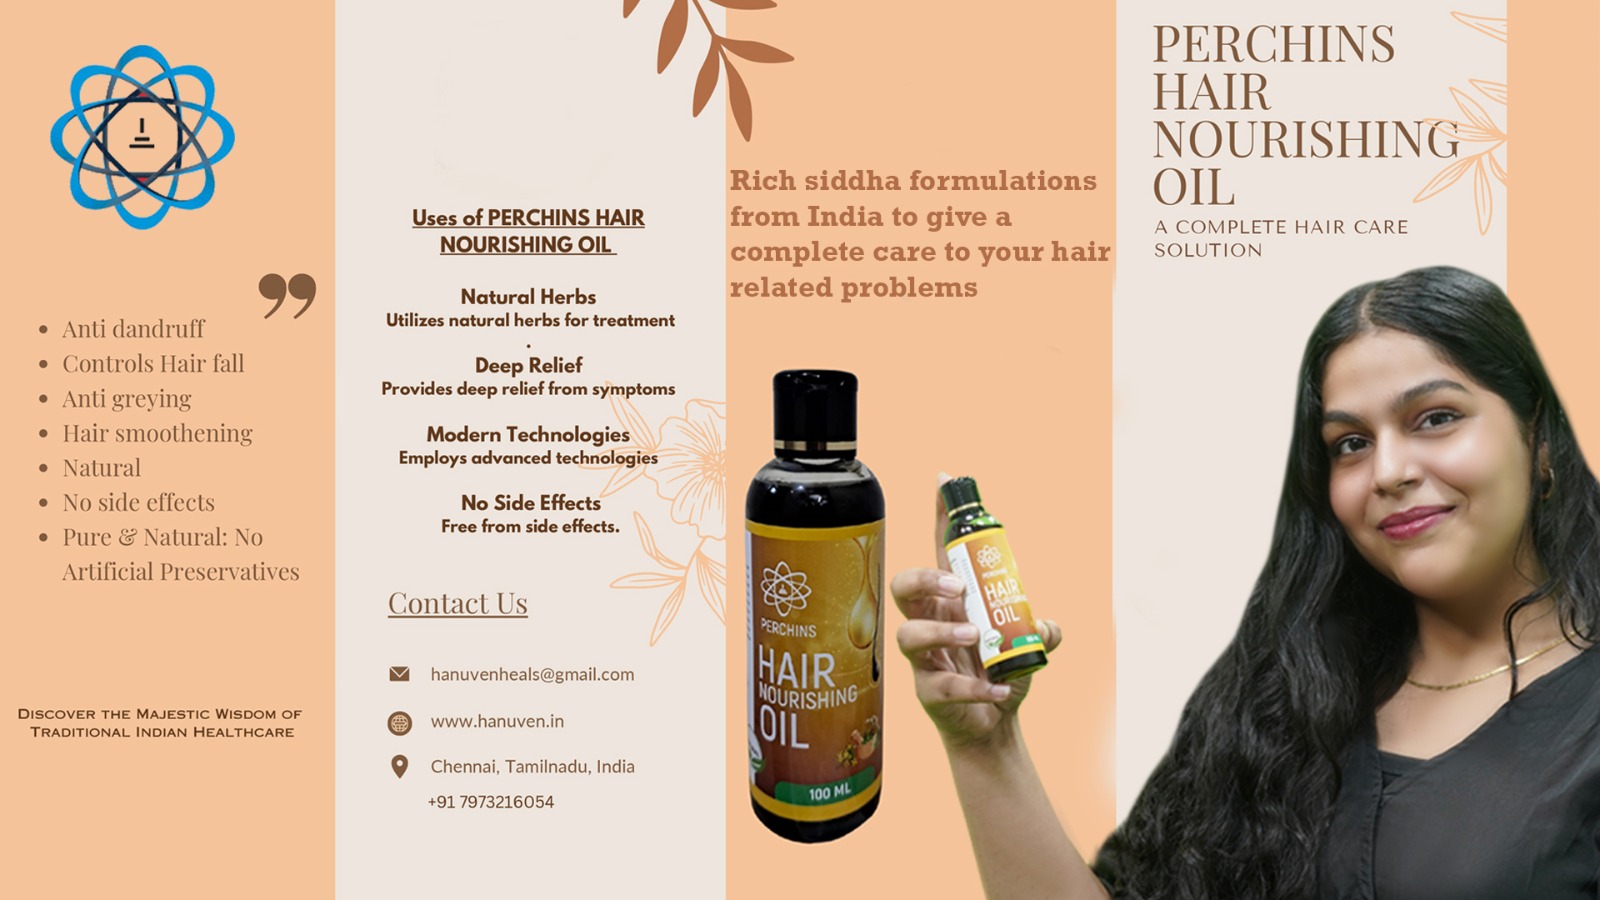 Anti dandruff
Controls Hair fall
Anti greying
Hair smoothening
Natural
No side effects
Pure & Natural: No
Artificial Preservatives
DISCOVER THE MAJESTIC WISDOM OF
TRADITIONAL INDIAN HEALTHCARE
Uses of PERCHINS HAIR
NOURISHING OIL
Natural Herbs
Utilizes natural herbs for treatment
.
Deep Relief
Provides deep relief from symptoms
Modern Technologies
Employs advanced technologies
No Side Effects
Free from side effects.
Contact Us
hanuvenheals@gmail.com
www.hanuven.in
Chennai, Tamilnadu, India
+91 7973216054
Rich siddha formulations
from India to give a
complete care to your hair
related problems
PERCHINS
HAIR
NOURISHING
OIL
100 ML
PERCHINS
HAIR
NOURISHING
OIL
PERCHINS
HAIR
NOURISHING
OIL
A COMPLETE HAIR CARE
SOLUTION